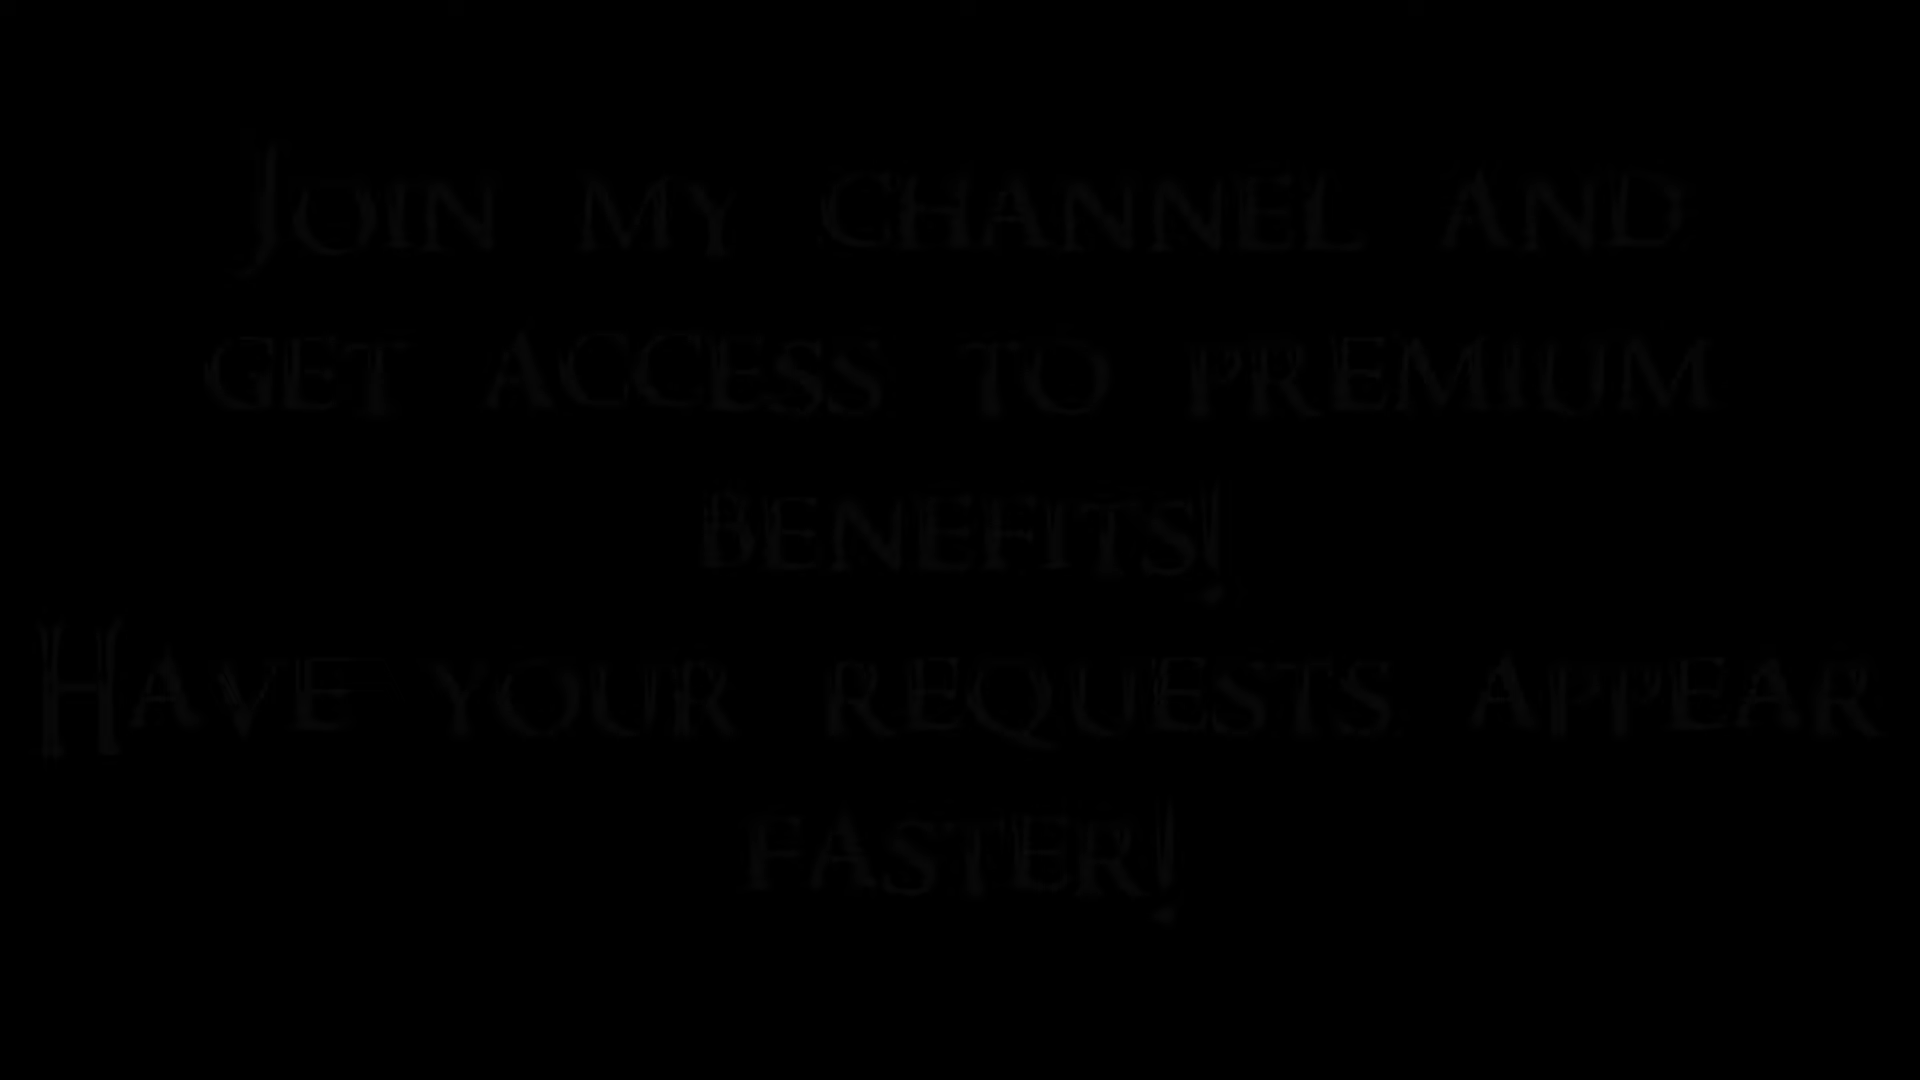 Join my channel and
get access to premium
benefits!
Have your requests appear
faster!